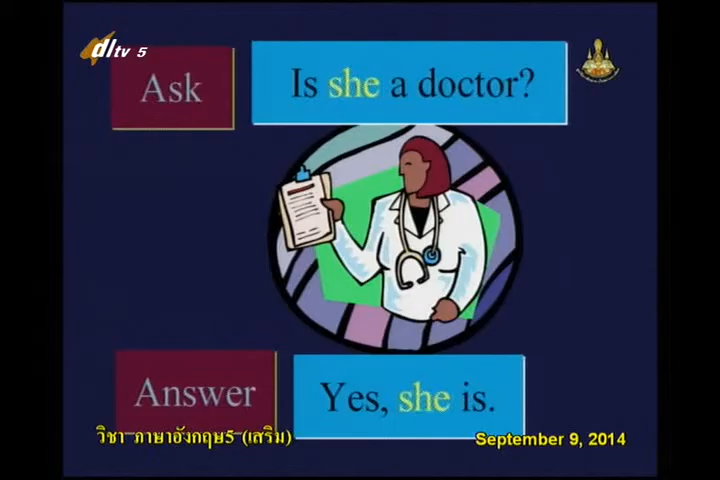 dltv 5
Ask
Is she a doctor?
Answer
Yes, she is.
วิชา ภาษาอังกฤษ5 (เสริม)
September 9, 2014